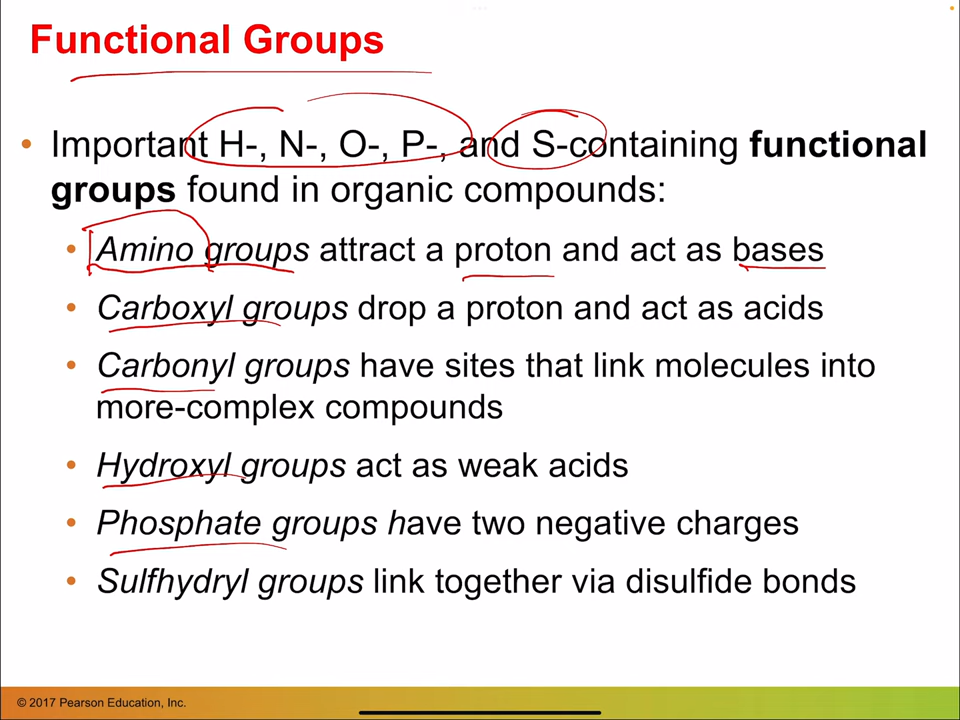 Functional Groups
• Important H-, N-, O-, P-, and S-containing functional
groups found in organic compounds:
• Amino groups attract a proton and act as bases
• Carboxyl groups drop a proton and act as acids
• Carbonyl groups have sites that link molecules into
more-complex compounds
• Hydroxyl groups act as weak acids
• Phosphate groups have two negative charges
• Sulfhydryl groups link together via disulfide bonds
© 2017 Pearson Education, Inc.